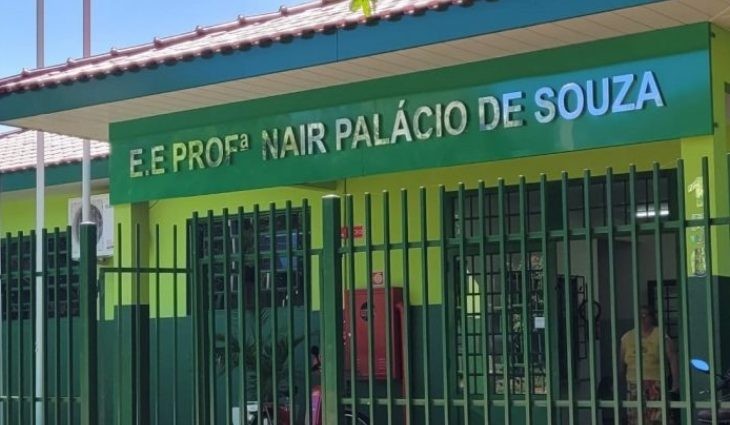 E.E PROFª NAIR PALÁCIO DE SOUZA